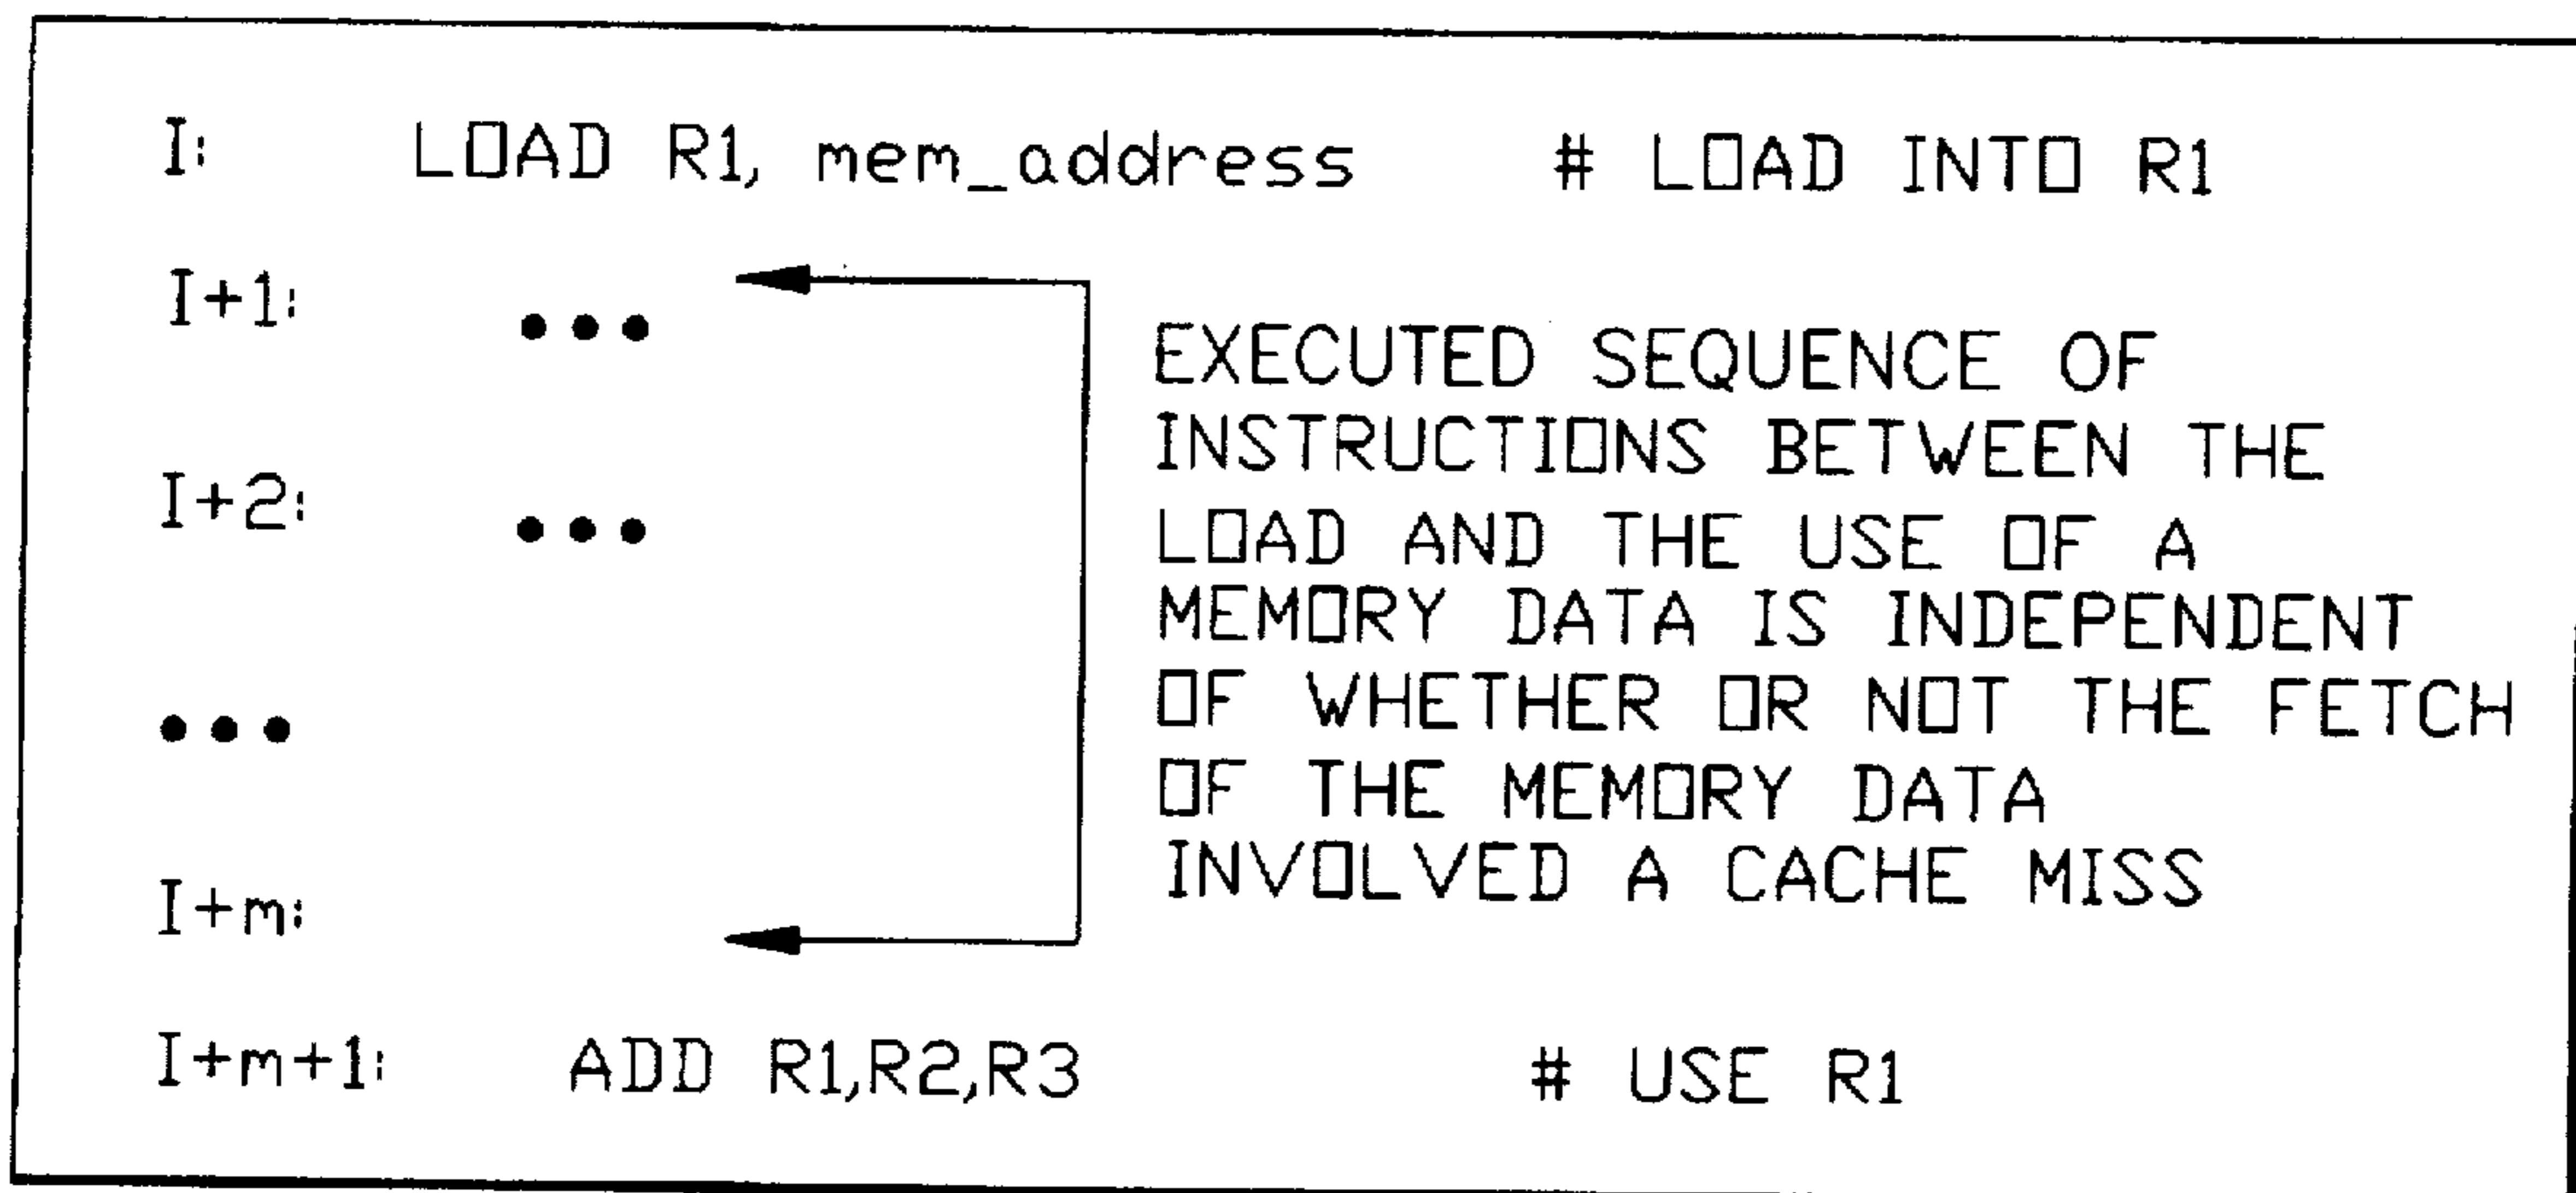 I: LOAD R1, mem_address # LOAD INTO R1
I+1: •••
EXECUTED SEQUENCE OF
INSTRUCTIONS BETWEEN THE
I+2: •••
LOAD AND THE USE OF A
MEMORY DATA IS INDEPENDENT
OF WHETHER OR NOT THE FETCH
•••
OF THE MEMORY DATA
INVOLVED A CACHE MISS
I+m:
I+m+1: ADD R1,R2,R3 # USE R1